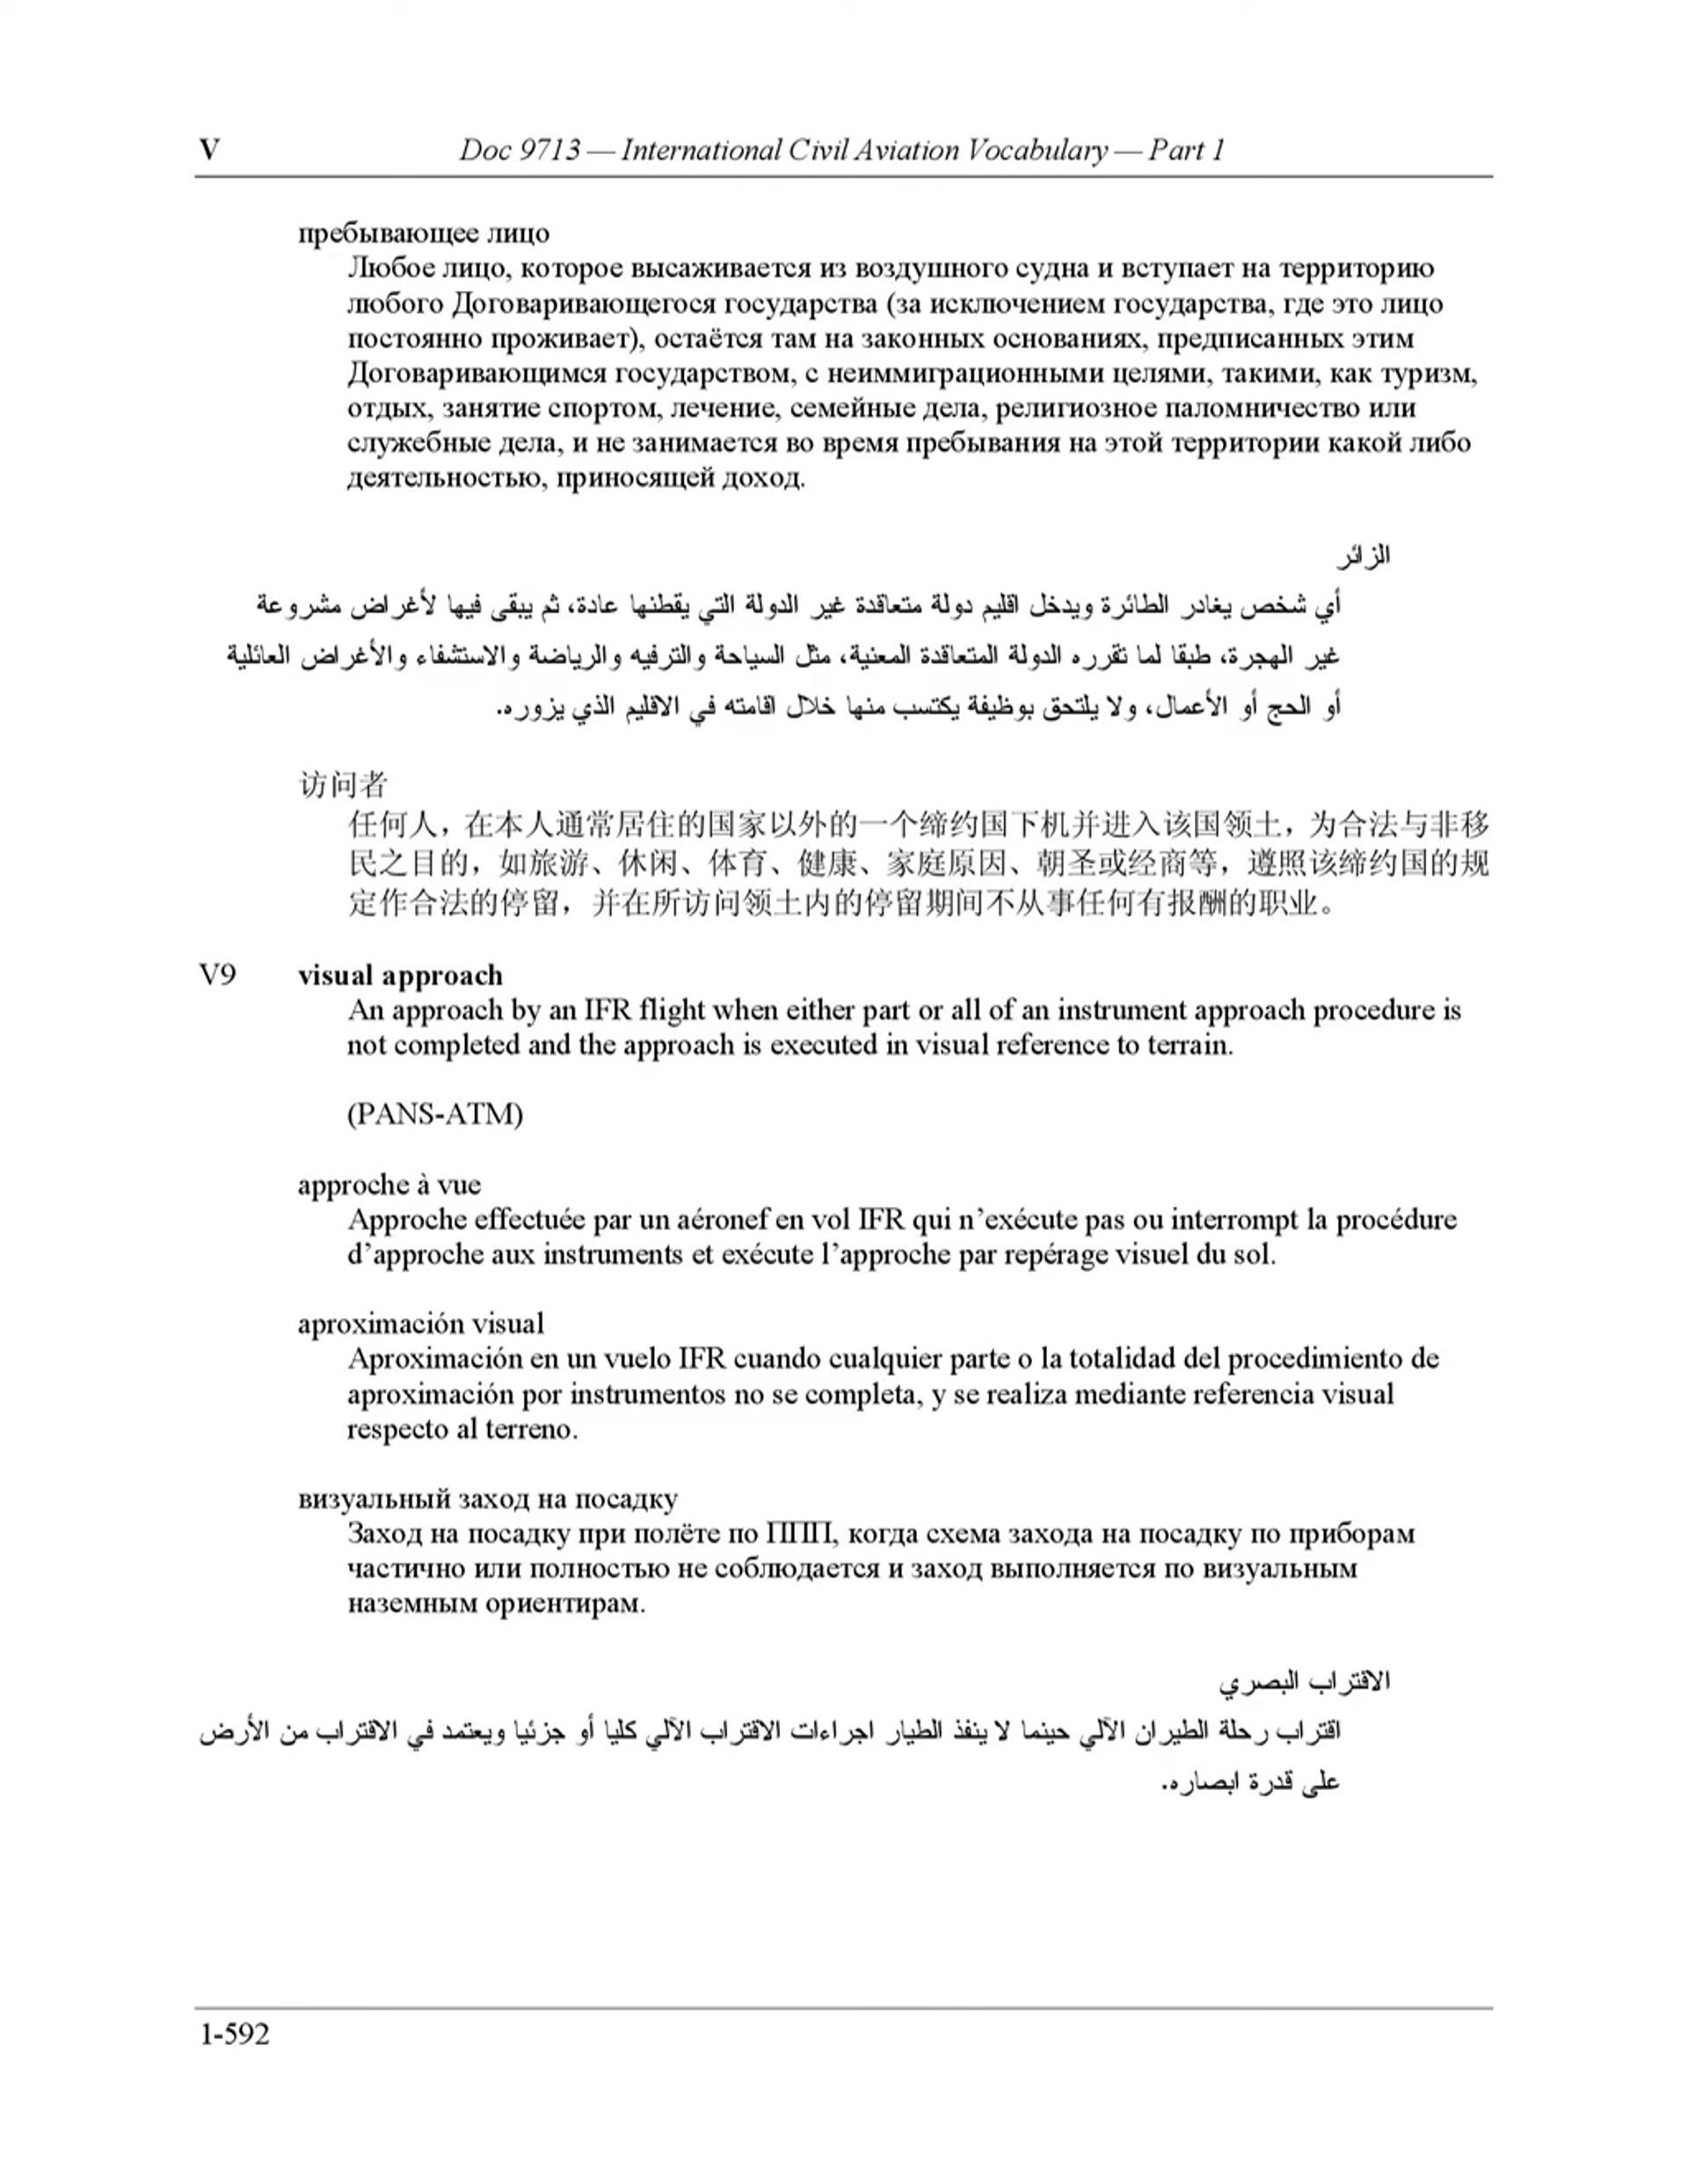 V Doc 9713 — International Civil Aviation Vocabulary — Part 1
пребывающее лицо
Любое лицо, которое высаживается из воздушного судна и вступает на территорию
любого Договаривающегося государства (за исключением государства, где это лицо
постоянно проживает), остаётся там на законных основаниях, предписанных этим
Договаривающимся государством, с неиммиграционными целями, такими, как туризм,
отдых, занятие спортом, лечение, семейные дела, религиозное паломничество или
служебные дела, и не занимается во время пребывания на этой территории какой либо
деятельностью, приносящей доход.
الزائر
أي شخص يغادر الطائرة ويدخل اقليم دولة متعاقدة غير الدولة التي يقطنها عادة، ثم يبقى فيها لأغراض مشروعة
غير الهجرة، طبقا لما تقرره الدولة المتعاقدة المعنية، مثل السياحة والترفيه والرياضة والاستشفاء والأغراض العائلية
أو الحج أو الأعمال، ولا يلتحق بوظيفة يكتسب منها خلال اقامته في الاقليم الذي يزوره.
访问者
任何人，在本人通常居住的国家以外的一个缔约国下机并进入该国领土，为合法与非移
民之目的，如旅游、休闲、体育、健康、家庭原因、朝圣或经商等，遵照该缔约国的规
定作合法的停留，并在所访问领土内的停留期间不从事任何有报酬的职业。
V9 visual approach
An approach by an IFR flight when either part or all of an instrument approach procedure is
not completed and the approach is executed in visual reference to terrain.
(PANS-ATM)
approche à vue
Approche effectuée par un aéronef en vol IFR qui n’exécute pas ou interrompt la procédure
d’approche aux instruments et exécute l’approche par repérage visuel du sol.
aproximación visual
Aproximación en un vuelo IFR cuando cualquier parte o la totalidad del procedimiento de
aproximación por instrumentos no se completa, y se realiza mediante referencia visual
respecto al terreno.
визуальный заход на посадку
Заход на посадку при полёте по ППП, когда схема захода на посадку по приборам
частично или полностью не соблюдается и заход выполняется по визуальным
наземным ориентирам.
الاقتراب البصري
اقتراب رحلة الطيران الآلي حينما لا ينفذ الطيار اجراءات الاقتراب الآلي كليا أو جزئيا ويعتمد في الاقتراب من الأرض
على قدرة ابصاره.
1-592